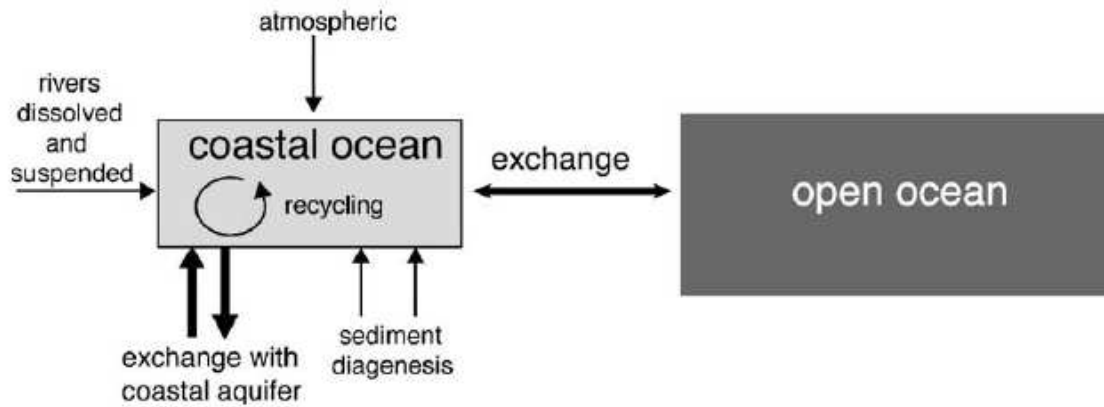 atmospheric
rivers
dissolved
and
suspended
coastal ocean
recycling
exchange
open ocean
exchange with
coastal aquifer
sediment
diagenesis